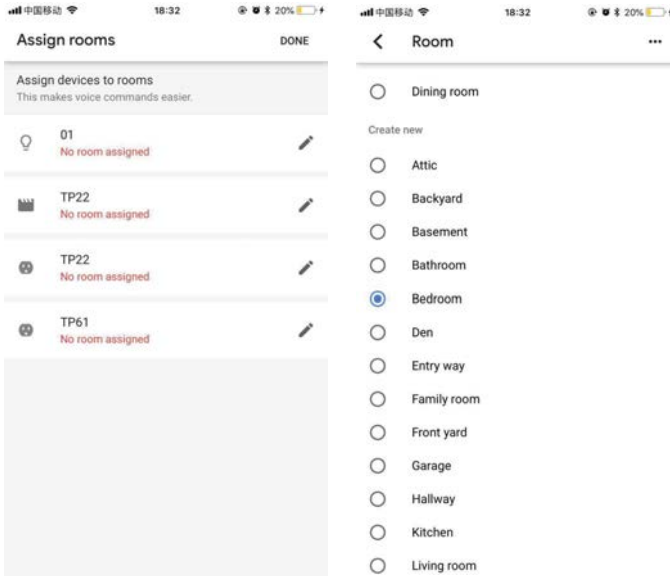 中国移动 18:32 20%
Assign rooms DONE
Assign devices to rooms
This makes voice commands easier.
01
No room assigned
TP22
No room assigned
TP22
No room assigned
TP61
No room assigned
中国移动 18:32 20%
Room
Dining room
Create new
Attic
Backyard
Basement
Bathroom
Bedroom
Den
Entry way
Family room
Front yard
Garage
Hallway
Kitchen
Living room